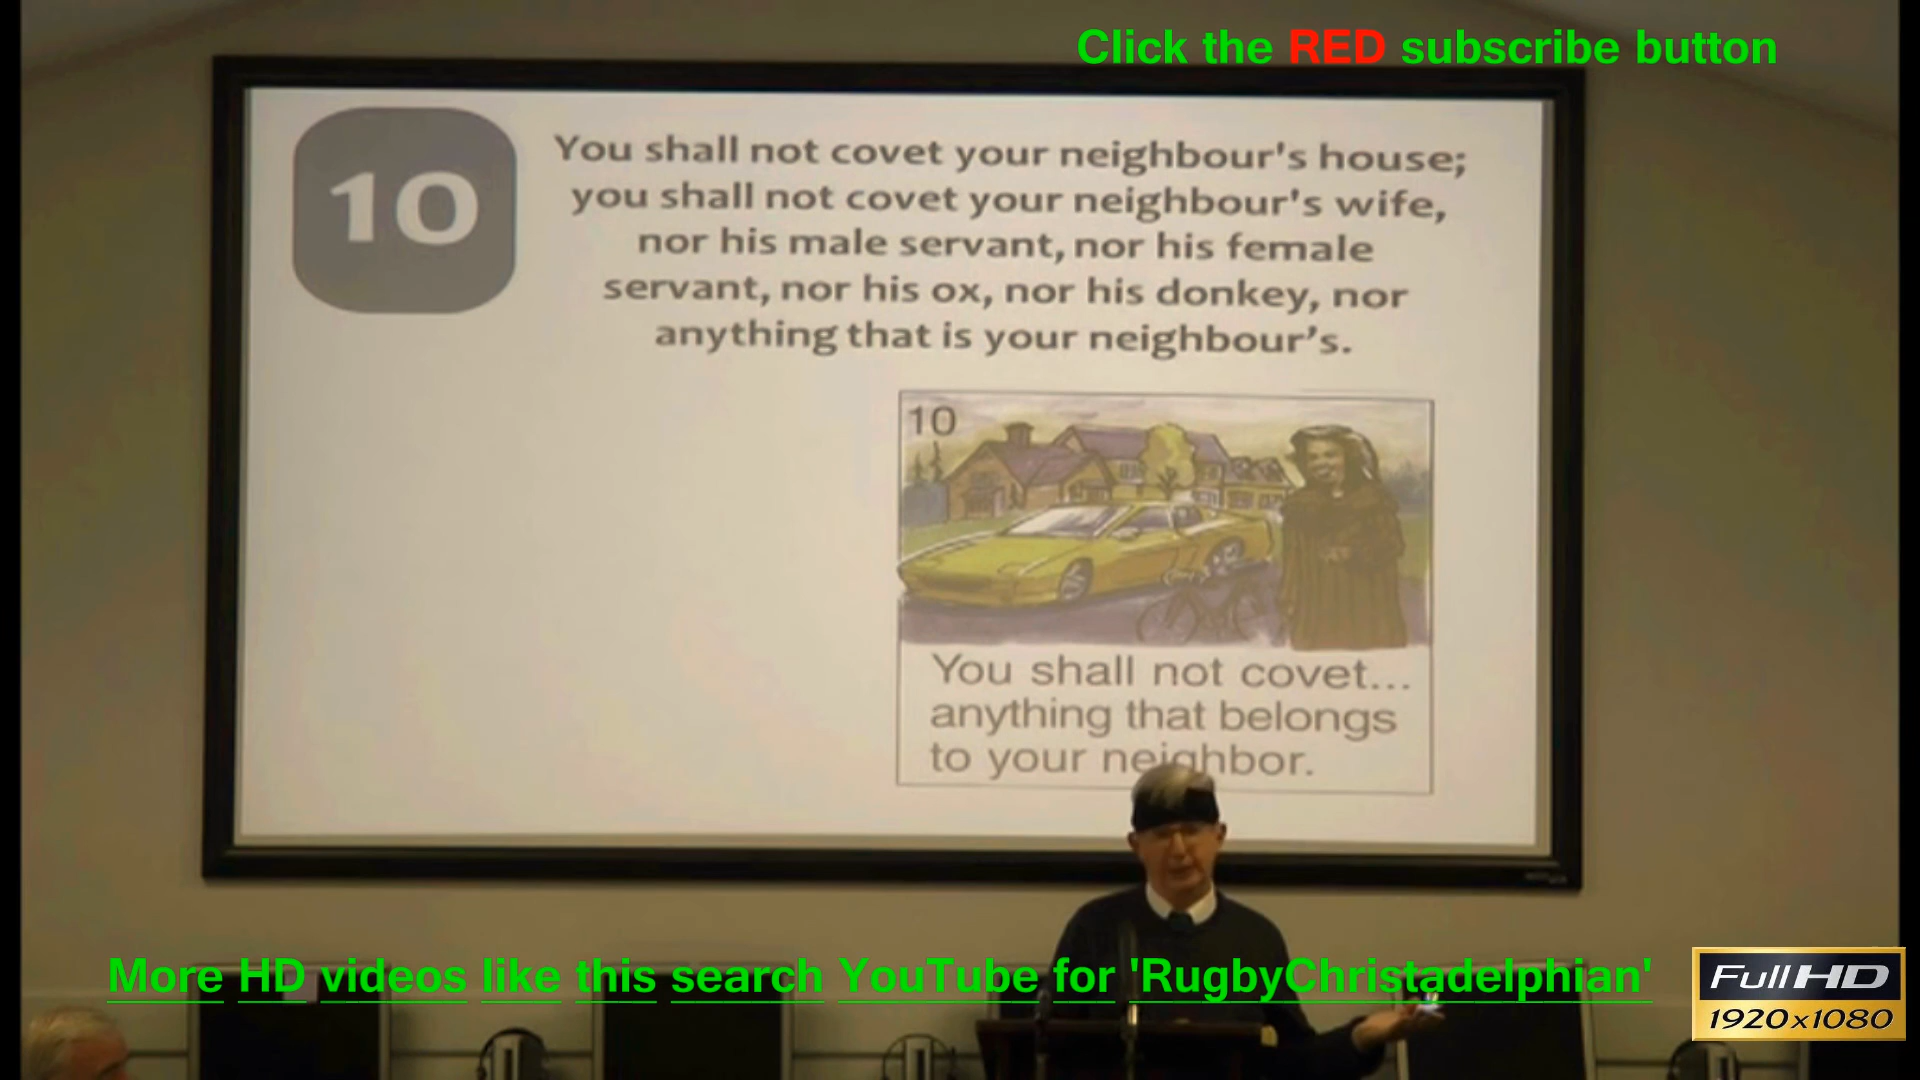 Click the RED subscribe button
10
You shall not covet your neighbour's house;
you shall not covet your neighbour's wife,
nor his male servant, nor his female
servant, nor his ox, nor his donkey, nor
anything that is your neighbour's.
10
You shall not covet...
anything that belongs
to your neighbor.
More HD videos like this search YouTube for 'RugbyChristadelphian'
Full HD
1920x1080